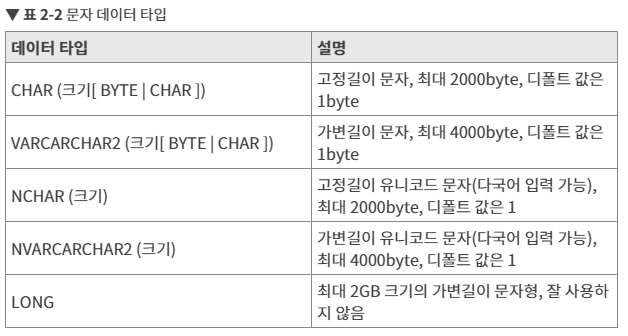 ▼ 표 2-2 문자 데이터 타입
데이터 타입 설명
CHAR (크기[ BYTE | CHAR ]) 고정길이 문자, 최대 2000byte, 디폴트 값은
1byte
VARCARCHAR2 (크기[ BYTE | CHAR ]) 가변길이 문자, 최대 4000byte, 디폴트 값은
1byte
NCHAR (크기) 고정길이 유니코드 문자(다국어 입력 가능),
최대 2000byte, 디폴트 값은 1
NVARCARCHAR2 (크기) 가변길이 유니코드 문자(다국어 입력 가능),
최대 4000byte, 디폴트 값은 1
LONG 최대 2GB 크기의 가변길이 문자형, 잘 사용하
지 않음